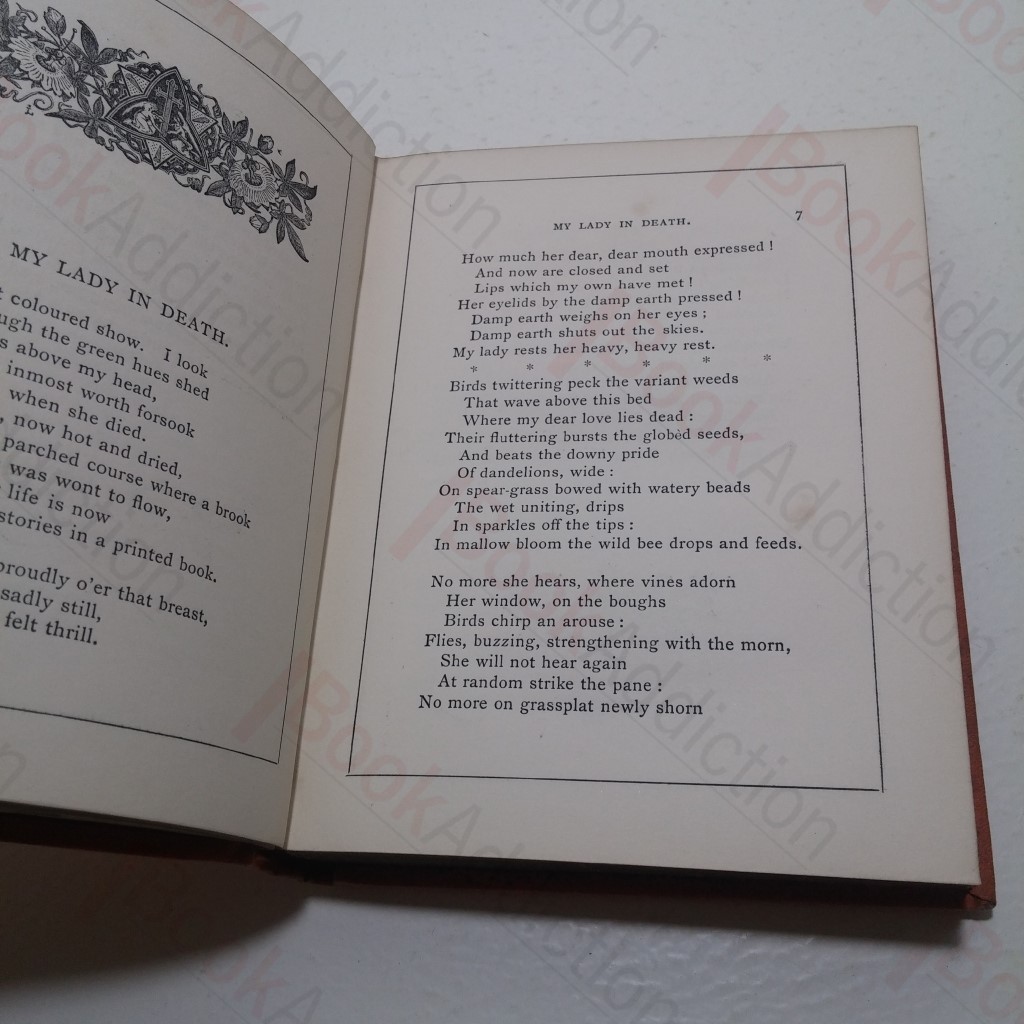 MY LADY IN DEATH.
coloured show. I look
the green hues shed
above my head,
inmost worth forsook
when she died.
now hot and dried,
parched course where a brook
was wont to flow,
life is now
stories in a printed book.
proudly o'er that breast,
sadly still,
felt thrill.
MY LADY IN DEATH. 7
How much her dear, dear mouth expressed !
And now are closed and set
Lips which my own have met !
Her eyelids by the damp earth pressed !
Damp earth weighs on her eyes ;
Damp earth shuts out the skies.
My lady rests her heavy, heavy rest.
* * * * * *
Birds twittering peck the variant weeds
That wave above this bed
Where my dear love lies dead :
Their fluttering bursts the globèd seeds,
And beats the downy pride
Of dandelions, wide :
On spear-grass bowed with watery beads
The wet uniting, drips
In sparkles off the tips :
In mallow bloom the wild bee drops and feeds.
No more she hears, where vines adorn
Her window, on the boughs
Birds chirp an arouse :
Flies, buzzing, strengthening with the morn,
She will not hear again
At random strike the pane :
No more on grassplat newly shorn
BookAddiction